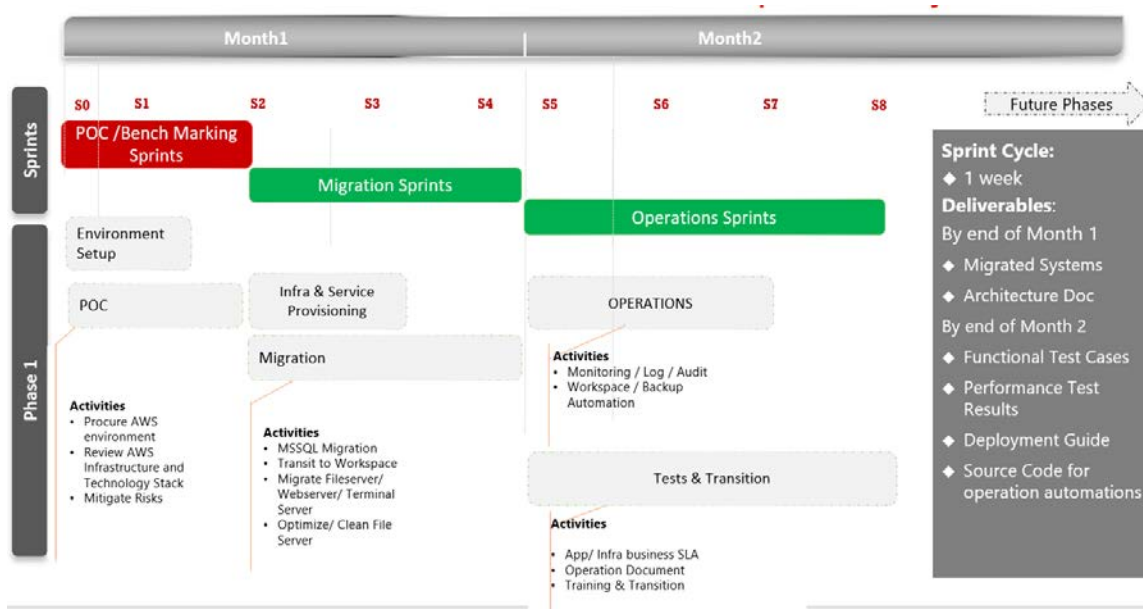 Month1
Month2
S0
S1
S2
S3
S4
S5
S6
S7
S8
Future Phases
Sprints
POC /Bench Marking
Sprints
Migration Sprints
Operations Sprints
Phase 1
Environment
Setup
POC
Infra & Service
Provisioning
Migration
OPERATIONS
Tests & Transition
Activities
• Procure AWS
environment
• Review AWS
Infrastructure and
Technology Stack
• Mitigate Risks
Activities
• MSSQL Migration
• Transit to Workspace
• Migrate Fileserver/
Webserver/ Terminal
Server
• Optimize/ Clean File
Server
Activities
• Monitoring / Log / Audit
• Workspace / Backup
Automation
Activities
• App/ Infra business SLA
• Operation Document
• Training & Transition
Sprint Cycle:
◆ 1 week
Deliverables:
By end of Month 1
◆ Migrated Systems
◆ Architecture Doc
By end of Month 2
◆ Functional Test Cases
◆ Performance Test
Results
◆ Deployment Guide
◆ Source Code for
operation automations